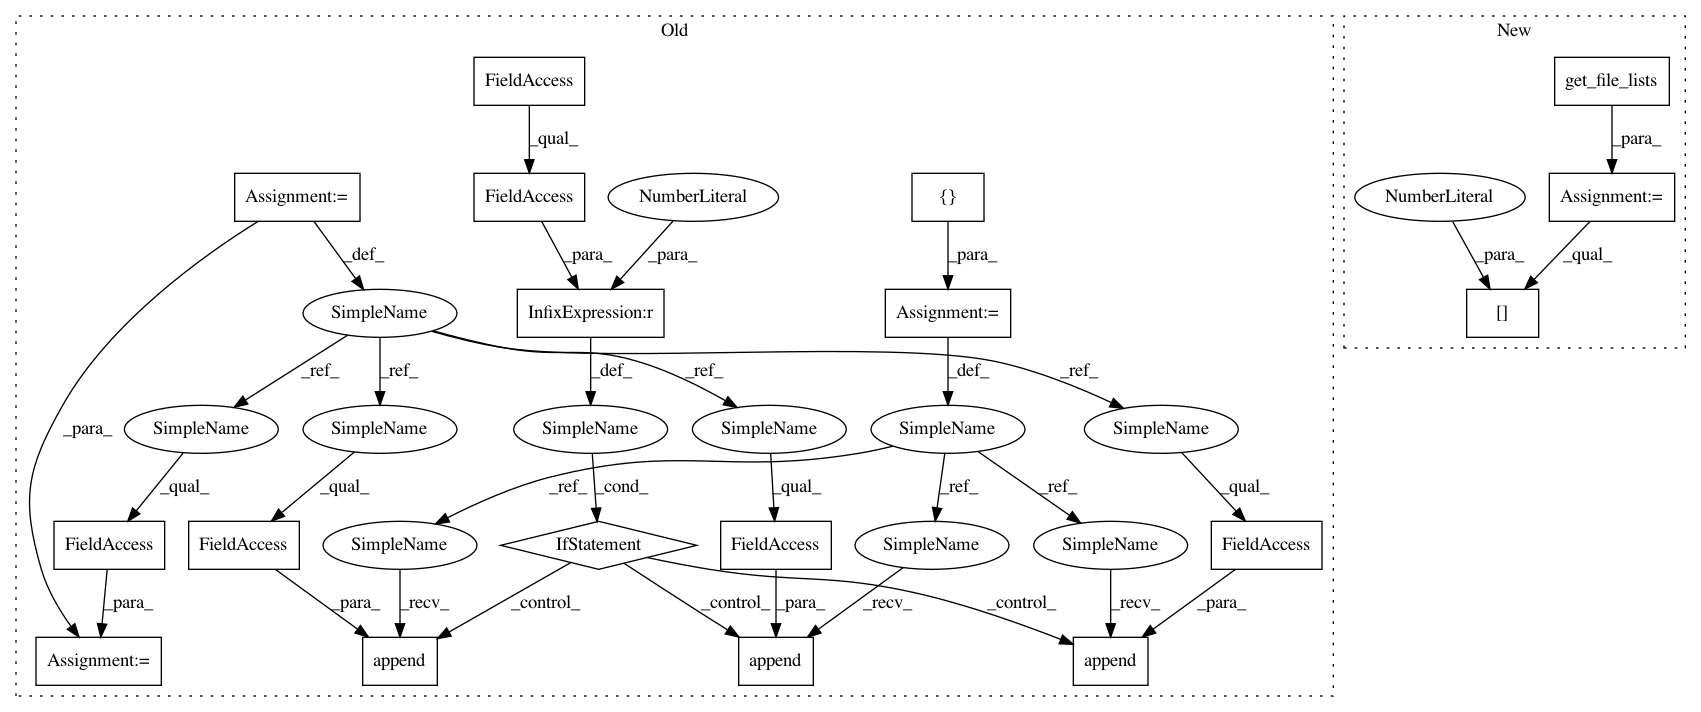 Old
New
FieldAccess
get_file_lists
_qual_
_para_
Assignment:=
FieldAccess
NumberLiteral
{}
NumberLiteral
Assignment:=
_def_
_para_
_para_
_para_
_para_
_qual_
SimpleName
InfixExpression:r
Assignment:=
[]
_ref_
_ref_
_def_
_ref_
_def_
_ref_
_para_
SimpleName
SimpleName
SimpleName
SimpleName
SimpleName
SimpleName
_qual_
_qual_
_ref_
_cond_
_qual_
_ref_
_ref_
_qual_
FieldAccess
FieldAccess
SimpleName
IfStatement
FieldAccess
SimpleName
SimpleName
FieldAccess
_para_
_para_
_recv_
_control_
_control_
_para_
_recv_
_control_
_recv_
_para_
Assignment:=
append
append
append